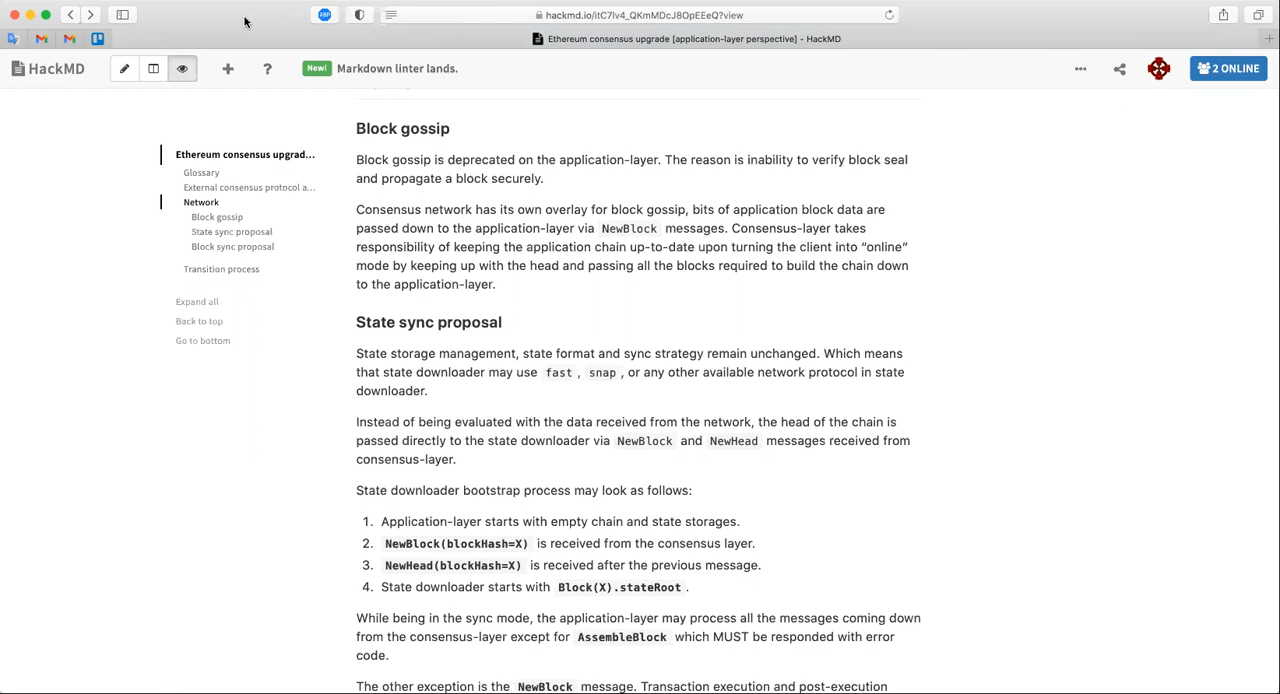 hackmd.io/itC7lv4_QKmMDcJ8OpEEeQ?view
Ethereum consensus upgrade [application-layer perspective] - HackMD
HackMD
New! Markdown linter lands.
2 ONLINE
Ethereum consensus upgrad...
Glossary
External consensus protocol a...
Network
Block gossip
State sync proposal
Block sync proposal
Transition process
Expand all
Back to top
Go to bottom
Block gossip
Block gossip is deprecated on the application-layer. The reason is inability to verify block seal
and propagate a block securely.
Consensus network has its own overlay for block gossip, bits of application block data are
passed down to the application-layer via NewBlock messages. Consensus-layer takes
responsibility of keeping the application chain up-to-date upon turning the client into “online”
mode by keeping up with the head and passing all the blocks required to build the chain down
to the application-layer.
State sync proposal
State storage management, state format and sync strategy remain unchanged. Which means
that state downloader may use fast , snap , or any other available network protocol in state
downloader.
Instead of being evaluated with the data received from the network, the head of the chain is
passed directly to the state downloader via NewBlock and NewHead messages received from
consensus-layer.
State downloader bootstrap process may look as follows:
1. Application-layer starts with empty chain and state storages.
2. NewBlock(blockHash=X) is received from the consensus layer.
3. NewHead(blockHash=X) is received after the previous message.
4. State downloader starts with Block(X).stateRoot .
While being in the sync mode, the application-layer may process all the messages coming down
from the consensus-layer except for AssembleBlock which MUST be responded with error
code.
The other exception is the NewBlock message. Transaction execution and post-execution